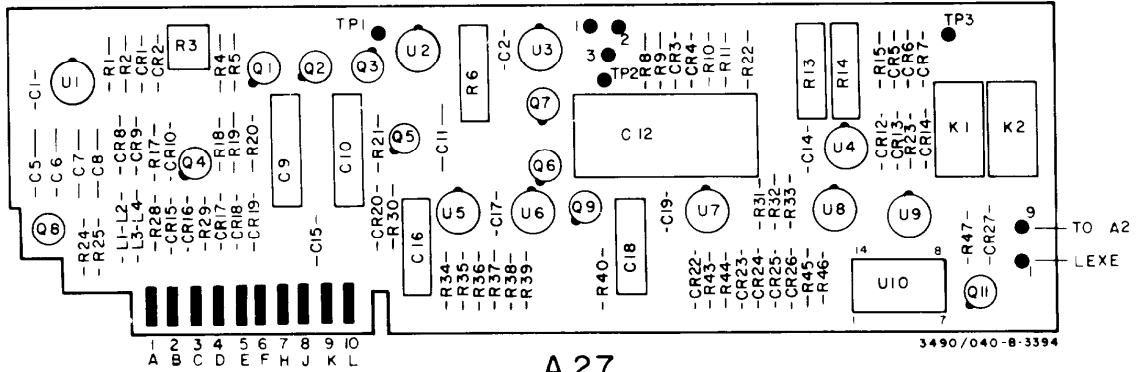 TP1
1
2
3
TP2
TP3
-C1-
U1
-R1-
-R2-
-CR1-
-CR2-
R3
-R4-
-R5-
Q1
Q2
Q3
U2
R6
-C2-
U3
-R8-
-R9-
-CR3-
-CR4-
-R10-
-R11-
-R22-
R13
R14
-R15-
-CR5-
-CR6-
-CR7-
-C5-
-C6-
-C7-
-C8-
-CR8-
-CR9-
-R17-
-CR10-
Q4
-R18-
-R19-
-R20-
C9
C10
-R21-
Q5
-C11-
Q7
Q6
C12
-C14-
U4
-CR12-
-CR13-
-R23-
-CR14-
K1
K2
Q8
-R24-
-R25-
-L1-L2-
-L3-L4-
-R28-
-CR15-
-CR16-
-R29-
-CR17-
-CR18-
-CR19-
-C15-
-CR20-
-R30-
C16
U5
-C17-
U6
Q9
-C19-
U7
-R31-
-R32-
-R33-
U8
U9
9
TO A2
-R34-
-R35-
-R36-
-R37-
-R38-
-R39-
-R40-
C18
-CR22-
-R43-
-R44-
-CR23-
-CR24-
-CR25-
-CR26-
-R45-
-R46-
14
8
U10
1
7
-R47-
-CR27-
Q11
1
LEXE
3490/040-B-3394
1 2 3 4 5 6 7 8 9 10
A B C D E F H J K L
A27